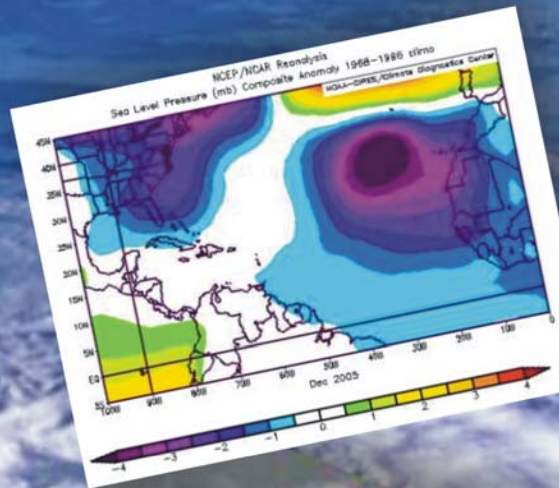 NCEP/NCAR Reanalysis
Sea Level Pressure (mb) Composite Anomaly 1968-1996 climo
NOAA-CIRES/Climate Diagnostics Center
45N
40N
35N
30N
25N
20N
15N
10N
5N
EQ
5S
100W 90W 80W 70W 60W 50W 40W 30W 20W 10W 0
Dec 2005
-4 -3 -2 -1 0 1 2 3 4